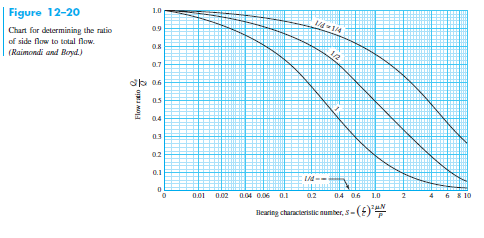 Figure 12–20
Chart for determining the ratio
of side flow to total flow.
(Raimondi and Boyd.)
1.0
0.9
0.8
0.7
0.6
0.5
0.4
0.3
0.2
0.1
0
Flow ratio Qs/Q
l/d = 1/4
1/2
1
l/d = ∞
0 0.01 0.02 0.04 0.06 0.1 0.2 0.4 0.6 1.0 2 4 6 8 10
Bearing characteristic number, S = (r/c)² μN/P